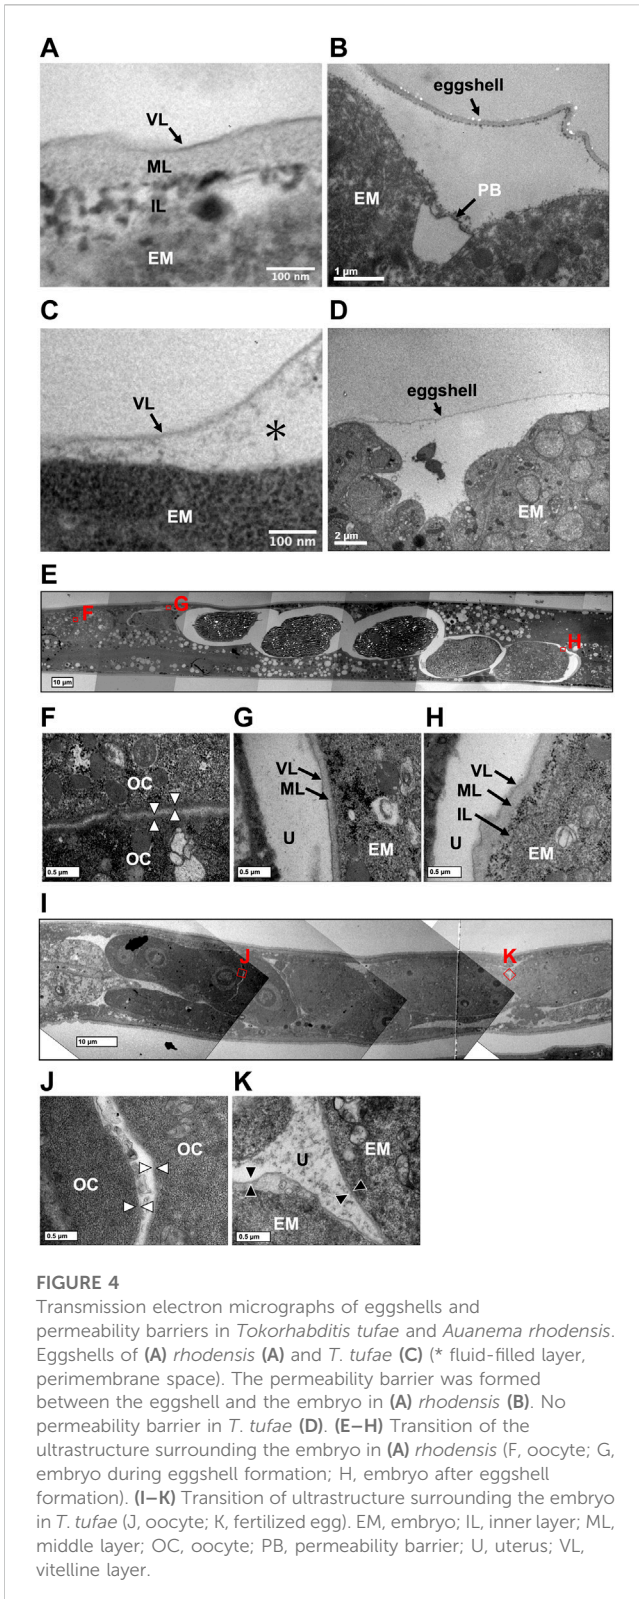 A
B
VL
ML
IL
EM
100 nm
eggshell
EM
PB
1 µm
C
D
VL
*
EM
100 nm
eggshell
EM
2 µm
E
F
G
H
10 µm
F
G
H
OC
OC
0.5 µm
VL
ML
U
EM
0.5 µm
VL
ML
IL
U
EM
0.5 µm
I
J
K
10 µm
J
K
OC
OC
0.5 µm
U
EM
EM
0.5 µm
FIGURE 4
Transmission electron micrographs of eggshells and
permeability barriers in Tokorhabditis tufae and Auanema rhodensis.
Eggshells of (A) rhodensis (A) and T. tufae (C) (* fluid-filled layer,
perimembrane space). The permeability barrier was formed
between the eggshell and the embryo in (A) rhodensis (B). No
permeability barrier in T. tufae (D). (E–H) Transition of the
ultrastructure surrounding the embryo in (A) rhodensis (F, oocyte; G,
embryo during eggshell formation; H, embryo after eggshell
formation). (I–K) Transition of ultrastructure surrounding the embryo
in T. tufae (J, oocyte; K, fertilized egg). EM, embryo; IL, inner layer; ML,
middle layer; OC, oocyte; PB, permeability barrier; U, uterus; VL,
vitelline layer.